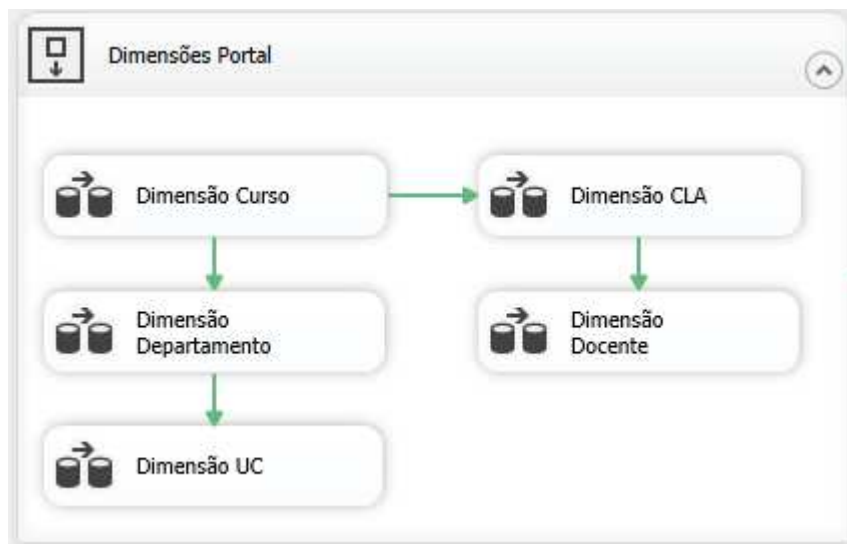 Dimensões Portal
Dimensão Curso
Dimensão CLA
Dimensão
Departamento
Dimensão
Docente
Dimensão UC